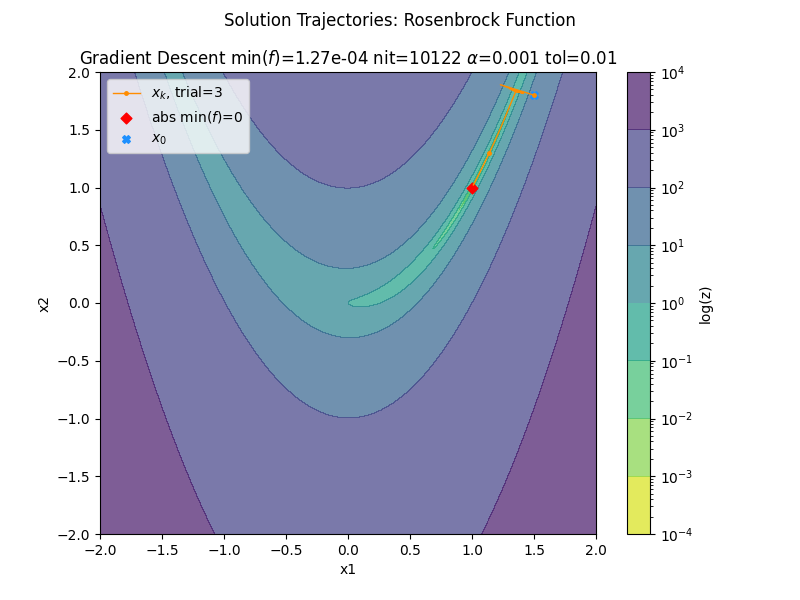 Solution Trajectories: Rosenbrock Function
Gradient Descent min(f)=1.27e-04 nit=10122 α=0.001 tol=0.01
x_k, trial=3
abs min(f)=0
x_0
2.0
1.5
1.0
0.5
0.0
−0.5
−1.0
−1.5
−2.0
x2
−2.0 −1.5 −1.0 −0.5 0.0 0.5 1.0 1.5 2.0
x1
10^4
10^3
10^2
10^1
10^0
10^−1
10^−2
10^−3
10^−4
log(z)